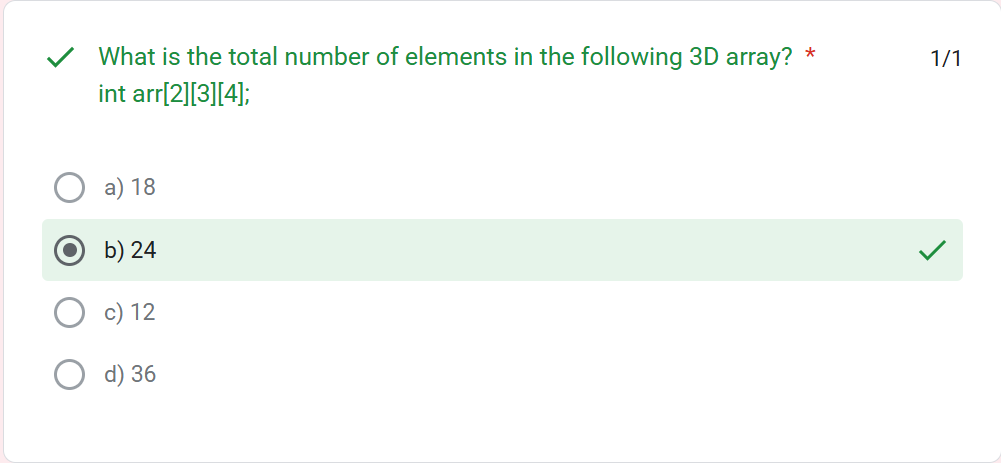 What is the total number of elements in the following 3D array? * 1/1
int arr[2][3][4];
a) 18
b) 24
c) 12
d) 36